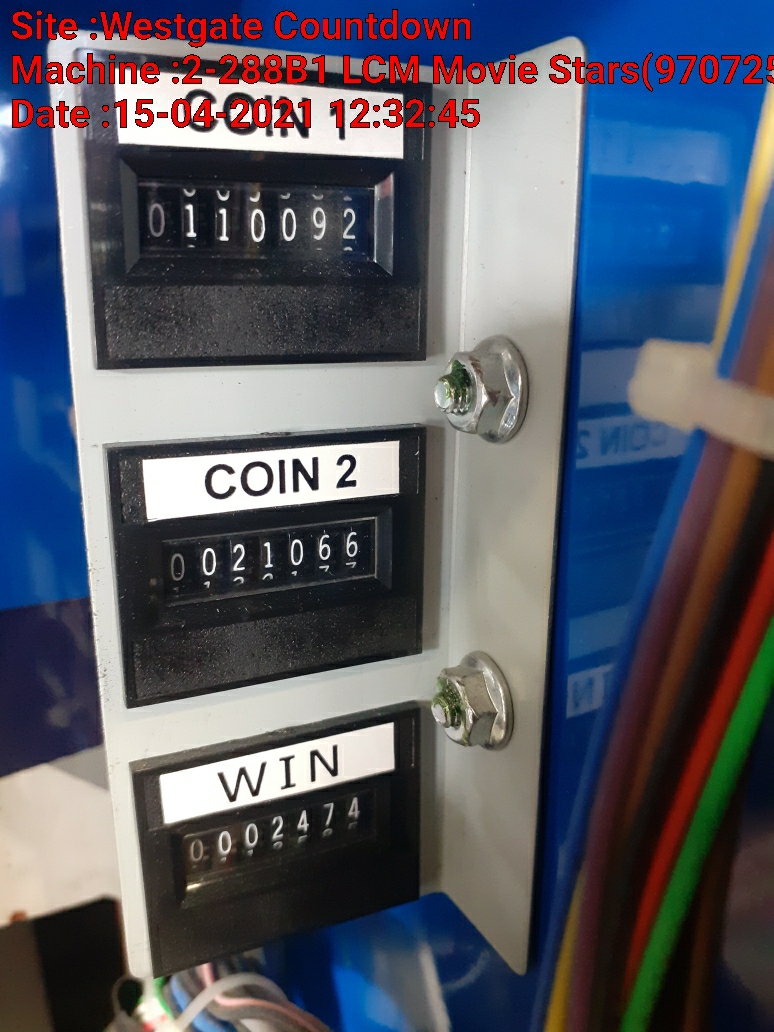 Site :Westgate Countdown
Machine :2-288B1 LCM Movie Stars(970725
Date :15-04-2021 12:32:45
COIN 1
0110092
COIN 2
0021066
WIN
0002474